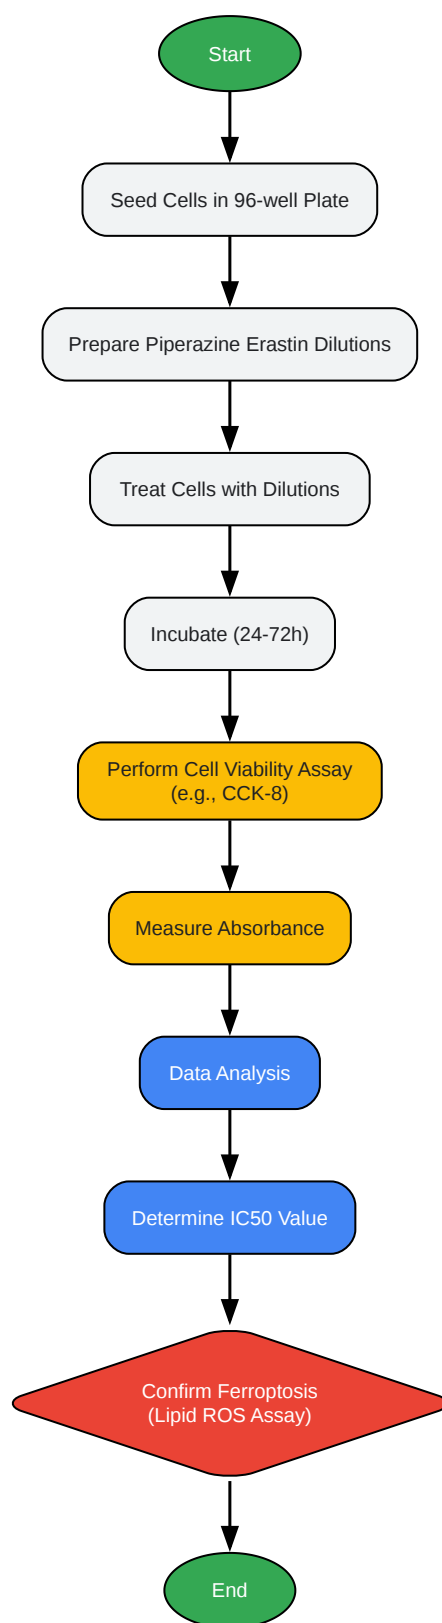 Start
Seed Cells in 96-well Plate
Prepare Piperazine Erastin Dilutions
Treat Cells with Dilutions
Incubate (24-72h)
Perform Cell Viability Assay
(e.g., CCK-8)
Measure Absorbance
Data Analysis
Determine IC50 Value
Confirm Ferroptosis
(Lipid ROS Assay)
End